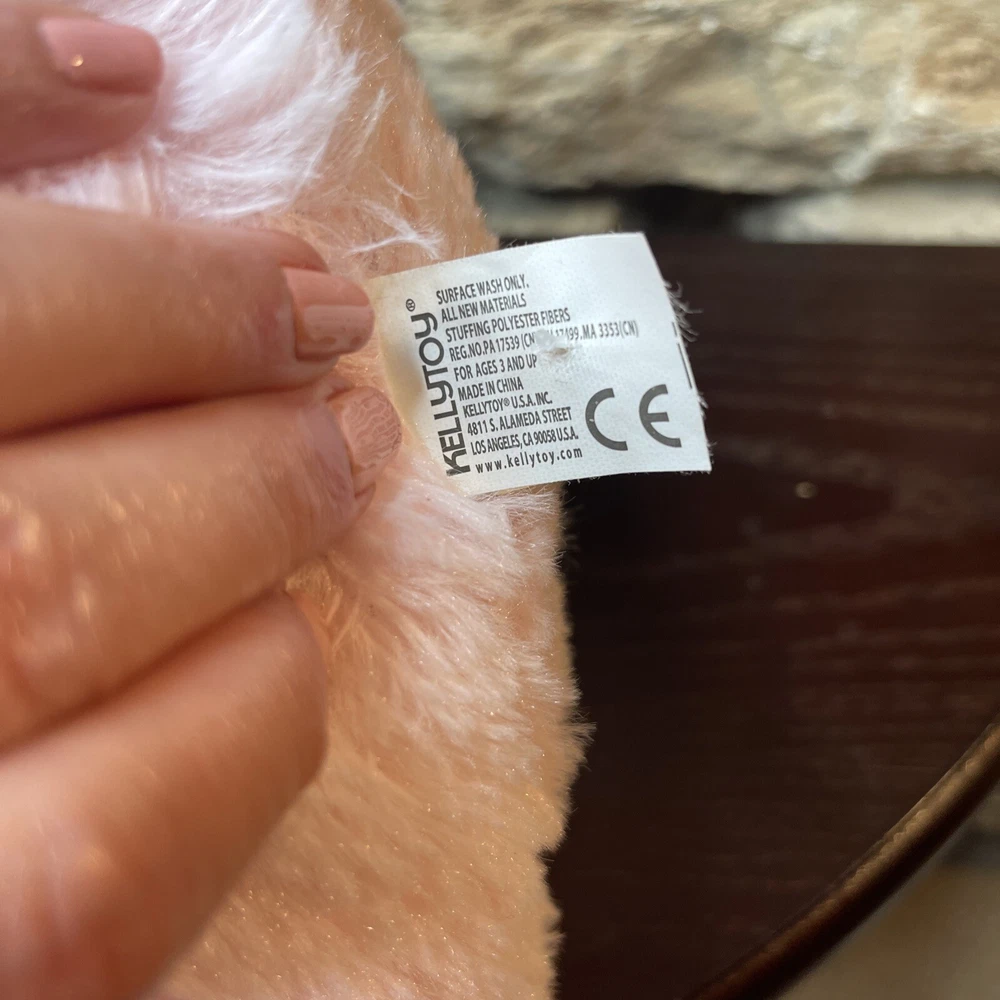 KELLYTOY®
SURFACE WASH ONLY.
ALL NEW MATERIALS
STUFFING POLYESTER FIBERS
REG.NO.PA 17539 (CN 17499.MA 3353(CN)
FOR AGES 3 AND UP
MADE IN CHINA
KELLYTOY® U.S.A. INC.
4811 S. ALAMEDA STREET
LOS ANGELES, CA 90058 U.S.A.
www.kellytoy.com
CE